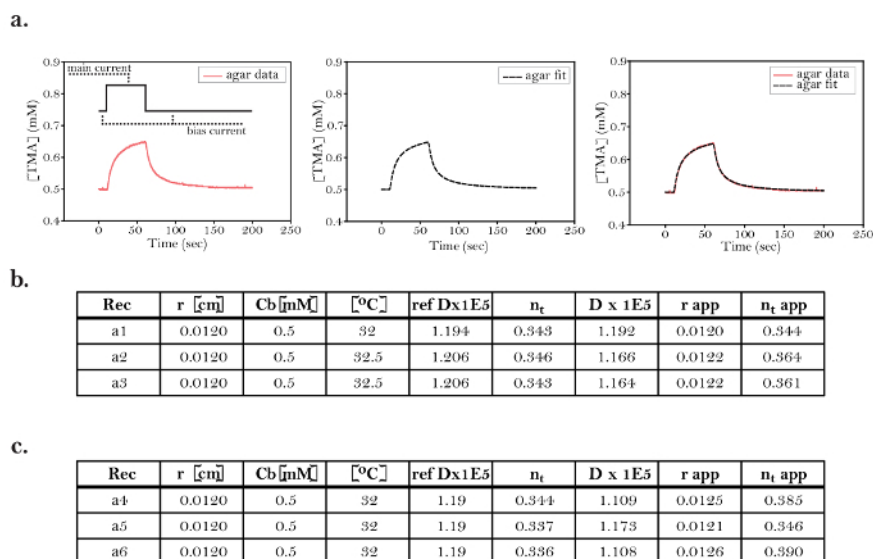 a.
0.9 0.8 0.7 0.6 0.5 0.4
[TMA] (mM)
main current
agar data
bias current
0 50 100 150 200 250
Time (sec)
0.9 0.8 0.7 0.6 0.5 0.4
[TMA] (mM)
agar fit
0 50 100 150 200 250
Time (sec)
0.9 0.8 0.7 0.6 0.5 0.4
[TMA] (mM)
agar data
agar fit
0 50 100 150 200 250
Time (sec)
b.
Rec r [cm] Cb[mM] [ºC] ref Dx1E5 nt D x 1E5 r app nt app
a1 0.0120 0.5 32 1.194 0.343 1.192 0.0120 0.344
a2 0.0120 0.5 32.5 1.206 0.346 1.166 0.0122 0.364
a3 0.0120 0.5 32.5 1.206 0.343 1.164 0.0122 0.361
c.
Rec r [cm] Cb[mM] [ºC] ref Dx1E5 nt D x 1E5 r app nt app
a4 0.0120 0.5 32 1.19 0.344 1.109 0.0125 0.385
a5 0.0120 0.5 32 1.19 0.337 1.173 0.0121 0.346
a6 0.0120 0.5 32 1.19 0.336 1.108 0.0126 0.390